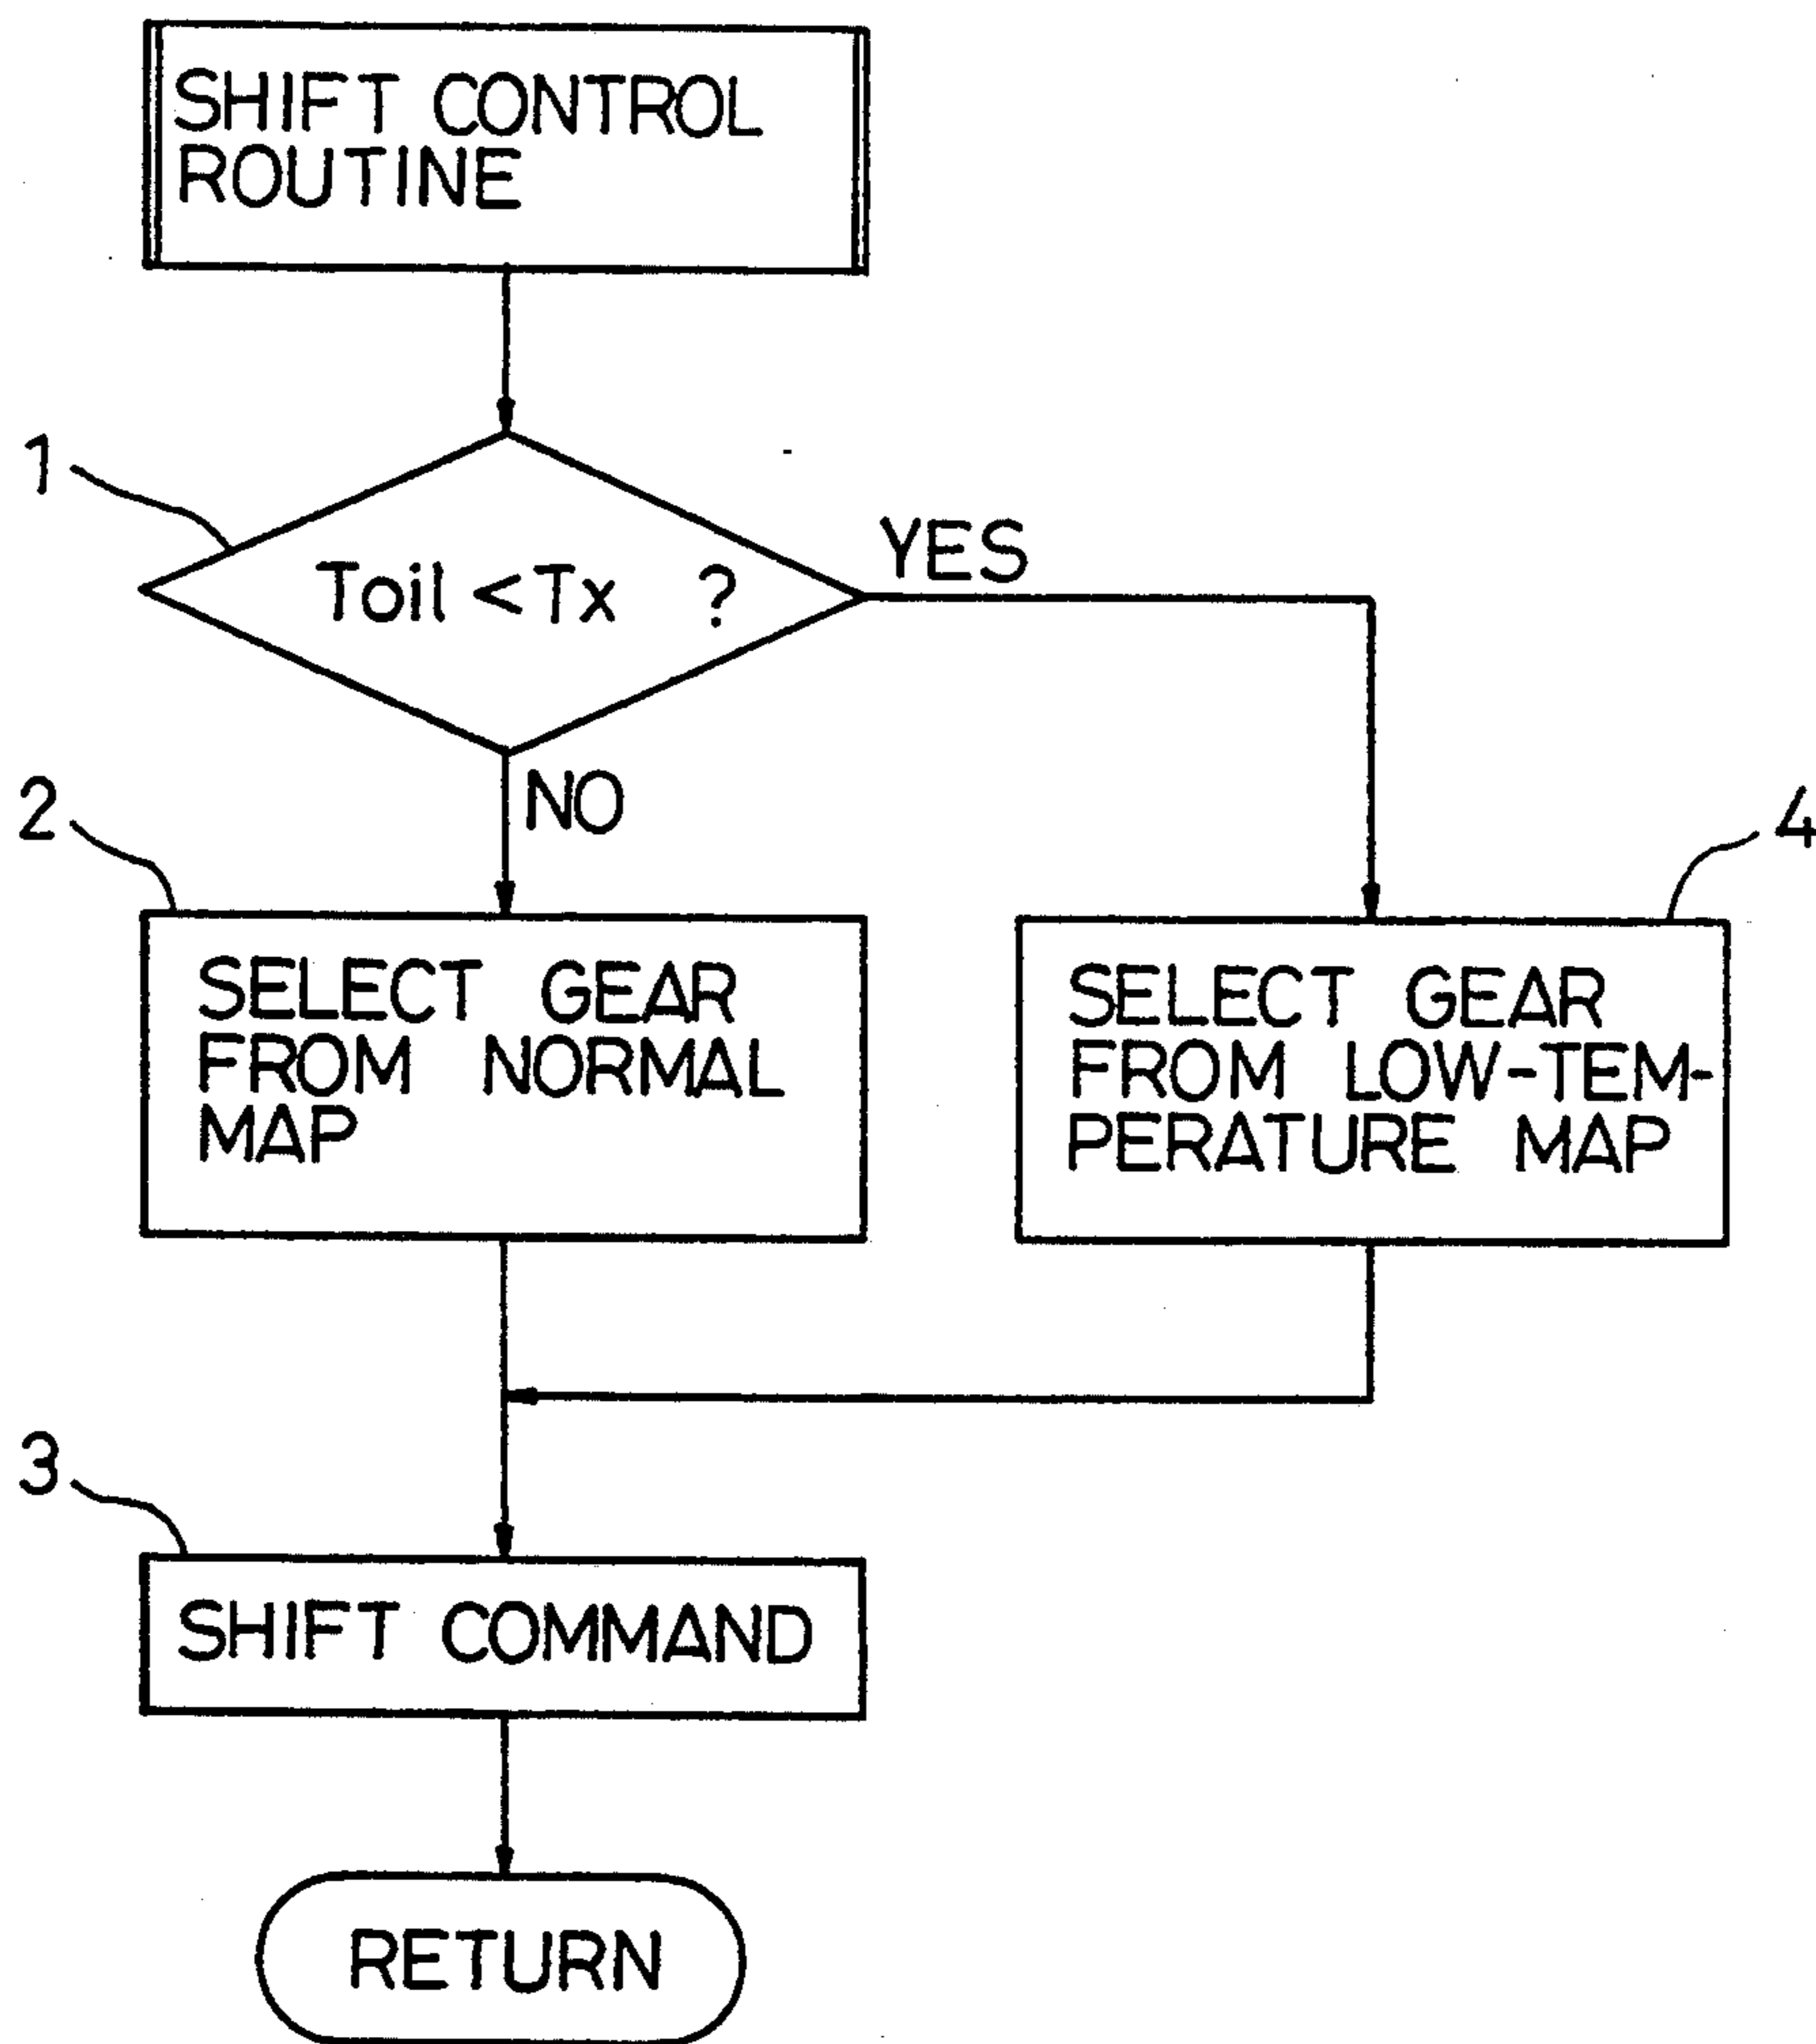 SHIFT CONTROL
ROUTINE
1
Toil < Tx ?
YES
NO
2
SELECT GEAR
FROM NORMAL
MAP
4
SELECT GEAR
FROM LOW-TEM-
PERATURE MAP
3
SHIFT COMMAND
RETURN